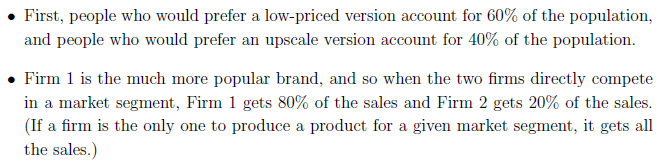 • First, people who would prefer a low-priced version account for 60% of the population,
and people who would prefer an upscale version account for 40% of the population.
• Firm 1 is the much more popular brand, and so when the two firms directly compete
in a market segment, Firm 1 gets 80% of the sales and Firm 2 gets 20% of the sales.
(If a firm is the only one to produce a product for a given market segment, it gets all
the sales.)